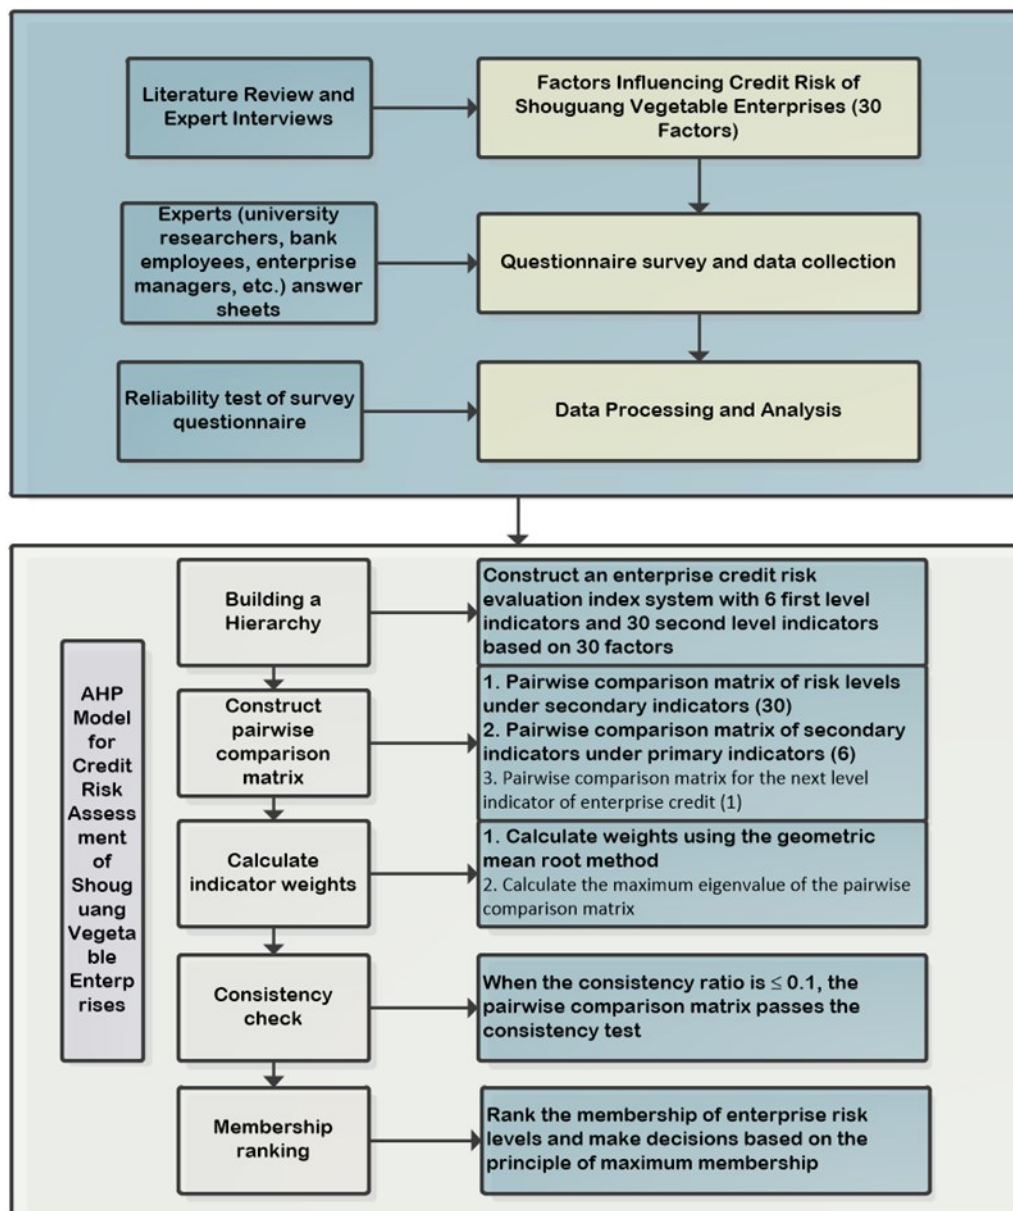 Literature Review and
Expert Interviews
Factors Influencing Credit Risk of
Shouguang Vegetable Enterprises (30
Factors)
Experts (university
researchers, bank
employees, enterprise
managers, etc.) answer
sheets
Questionnaire survey and data collection
Reliability test of survey
questionnaire
Data Processing and Analysis
AHP
Model
for
Credit
Risk
Assess
ment
of
Shoug
uang
Vegeta
ble
Enterp
rises
Building a
Hierarchy
Construct an enterprise credit risk
evaluation index system with 6 first level
indicators and 30 second level indicators
based on 30 factors
Construct
pairwise
comparison
matrix
1. Pairwise comparison matrix of risk levels
under secondary indicators (30)
2. Pairwise comparison matrix of secondary
indicators under primary indicators (6)
3. Pairwise comparison matrix for the next level
indicator of enterprise credit (1)
Calculate
indicator weights
1. Calculate weights using the geometric
mean root method
2. Calculate the maximum eigenvalue of the pairwise
comparison matrix
Consistency
check
When the consistency ratio is ≤ 0.1, the
pairwise comparison matrix passes the
consistency test
Membership
ranking
Rank the membership of enterprise risk
levels and make decisions based on the
principle of maximum membership